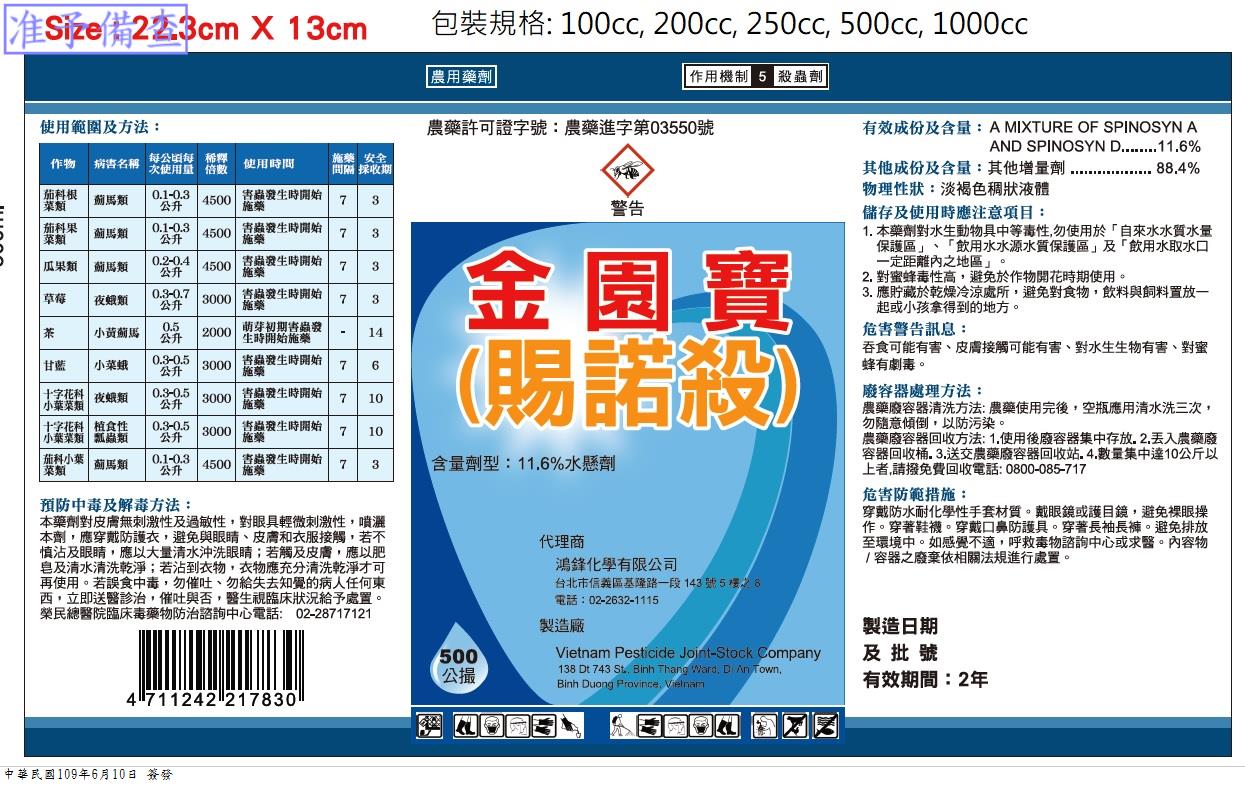 准予備查
Size : 22.3cm X 13cm
包裝規格: 100cc, 200cc, 250cc, 500cc, 1000cc
農用藥劑
作用機制 5 殺蟲劑
使用範圍及方法：
作物 病害名稱 每公頃每次使用量 稀釋倍數 使用時間 施藥間隔 安全採收期
茄科根菜類 薊馬類 0.1-0.3公升 4500 害蟲發生時開始施藥 7 3
茄科果菜類 薊馬類 0.1-0.3公升 4500 害蟲發生時開始施藥 7 3
瓜果類 薊馬類 0.2-0.4公升 4500 害蟲發生時開始施藥 7 3
草莓 夜蛾類 0.3-0.7公升 3000 害蟲發生時開始施藥 7 3
茶 小黃薊馬 0.5公升 2000 萌芽初期害蟲發生時開始施藥 - 14
甘藍 小菜蛾 0.3-0.5公升 3000 害蟲發生時開始施藥 7 6
十字花科小葉菜類 夜蛾類 0.3-0.5公升 3000 害蟲發生時開始施藥 7 10
十字花科小葉菜類 植食性瓢蟲類 0.3-0.5公升 3000 害蟲發生時開始施藥 7 10
茄科小葉菜類 薊馬類 0.1-0.3公升 4500 害蟲發生時開始施藥 7 3
預防中毒及解毒方法：
本藥劑對皮膚無刺激性及過敏性，對眼具輕微刺激性，噴灑
本劑，應穿戴防護衣，避免與眼睛、皮膚和衣服接觸，若不
慎沾及眼睛，應以大量清水沖洗眼睛；若觸及皮膚，應以肥
皂及清水清洗乾淨；若沾到衣物，衣物應充分清洗乾淨才可
再使用。若誤食中毒，勿催吐、勿給失去知覺的病人任何東
西，立即送醫診治，催吐與否，醫生視臨床狀況給予處置。
榮民總醫院臨床毒藥物防治諮詢中心電話: 02-28717121
4 711242 217830
農藥許可證字號：農藥進字第03550號
警告
金園寶
(賜諾殺)
含量劑型：11.6%水懸劑
代理商
鴻鋒化學有限公司
台北市信義區基隆路一段 143 號 5 樓之 6
電話：02-2632-1115
製造廠
Vietnam Pesticide Joint-Stock Company
138 Dt 743 St., Binh Thang Ward, Di An Town,
Binh Duong Province, Vietnam
500
公撮
有效成份及含量：A MIXTURE OF SPINOSYN A
AND SPINOSYN D........11.6%
其他成份及含量：其他增量劑 ................. 88.4%
物理性狀：淡褐色稠狀液體
儲存及使用時應注意項目：
1. 本藥劑對水生動物具中等毒性,勿使用於「自來水水質水量
保護區」、「飲用水水源水質保護區」及「飲用水取水口
一定距離內之地區」。
2. 對蜜蜂毒性高，避免於作物開花時期使用。
3. 應貯藏於乾燥冷涼處所，避免對食物，飲料與飼料置放一
起或小孩拿得到的地方。
危害警告訊息：
吞食可能有害、皮膚接觸可能有害、對水生生物有害、對蜜
蜂有劇毒。
廢容器處理方法：
農藥廢容器清洗方法: 農藥使用完後，空瓶應用清水洗三次，
勿隨意傾倒，以防污染。
農藥廢容器回收方法: 1.使用後廢容器集中存放. 2.丟入農藥廢
容器回收桶. 3.送交農藥廢容器回收站. 4.數量集中達10公斤以
上者,請撥免費回收電話: 0800-085-717
危害防範措施：
穿戴防水耐化學性手套材質。戴眼鏡或護目鏡，避免裸眼操
作。穿著鞋襪。穿戴口鼻防護具。穿著長袖長褲。避免排放
至環境中。如感覺不適，呼救毒物諮詢中心或求醫。內容物
/ 容器之廢棄依相關法規進行處置。
製造日期
及 批 號
有效期間：2年
中華民國109年6月10日 簽發